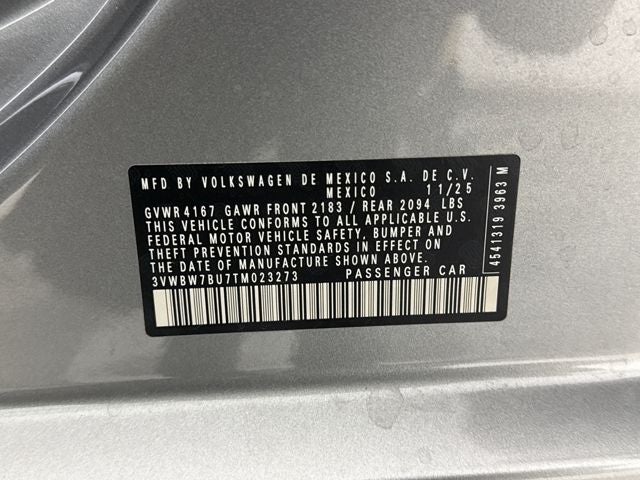 MFD BY VOLKSWAGEN DE MEXICO S.A. DE C.V.
MEXICO 11/25
GVWR 4167 GAWR FRONT 2183 / REAR 2094 LBS
THIS VEHICLE CONFORMS TO ALL APPLICABLE U.S.
FEDERAL MOTOR VEHICLE SAFETY, BUMPER AND
THEFT PREVENTION STANDARDS IN EFFECT ON
THE DATE OF MANUFACTURE SHOWN ABOVE.
3VWBW7BU7TM023273 PASSENGER CAR
4541319 3963 M